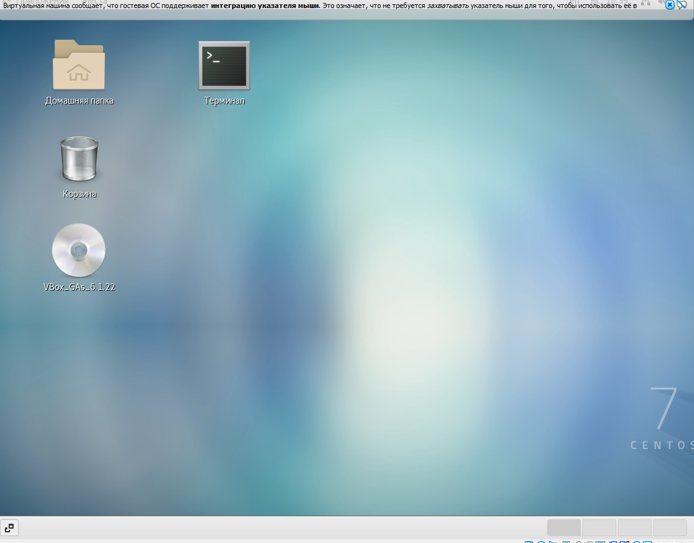 Виртуальная машина сообщает, что гостевая ОС поддерживает интеграцию указателя мыши. Это означает, что не требуется захватывать указатель мыши для того, чтобы использовать её в
Домашняя папка
Терминал
>_
Корзина
VBox_GAs_6.1.22
7
CENTOS